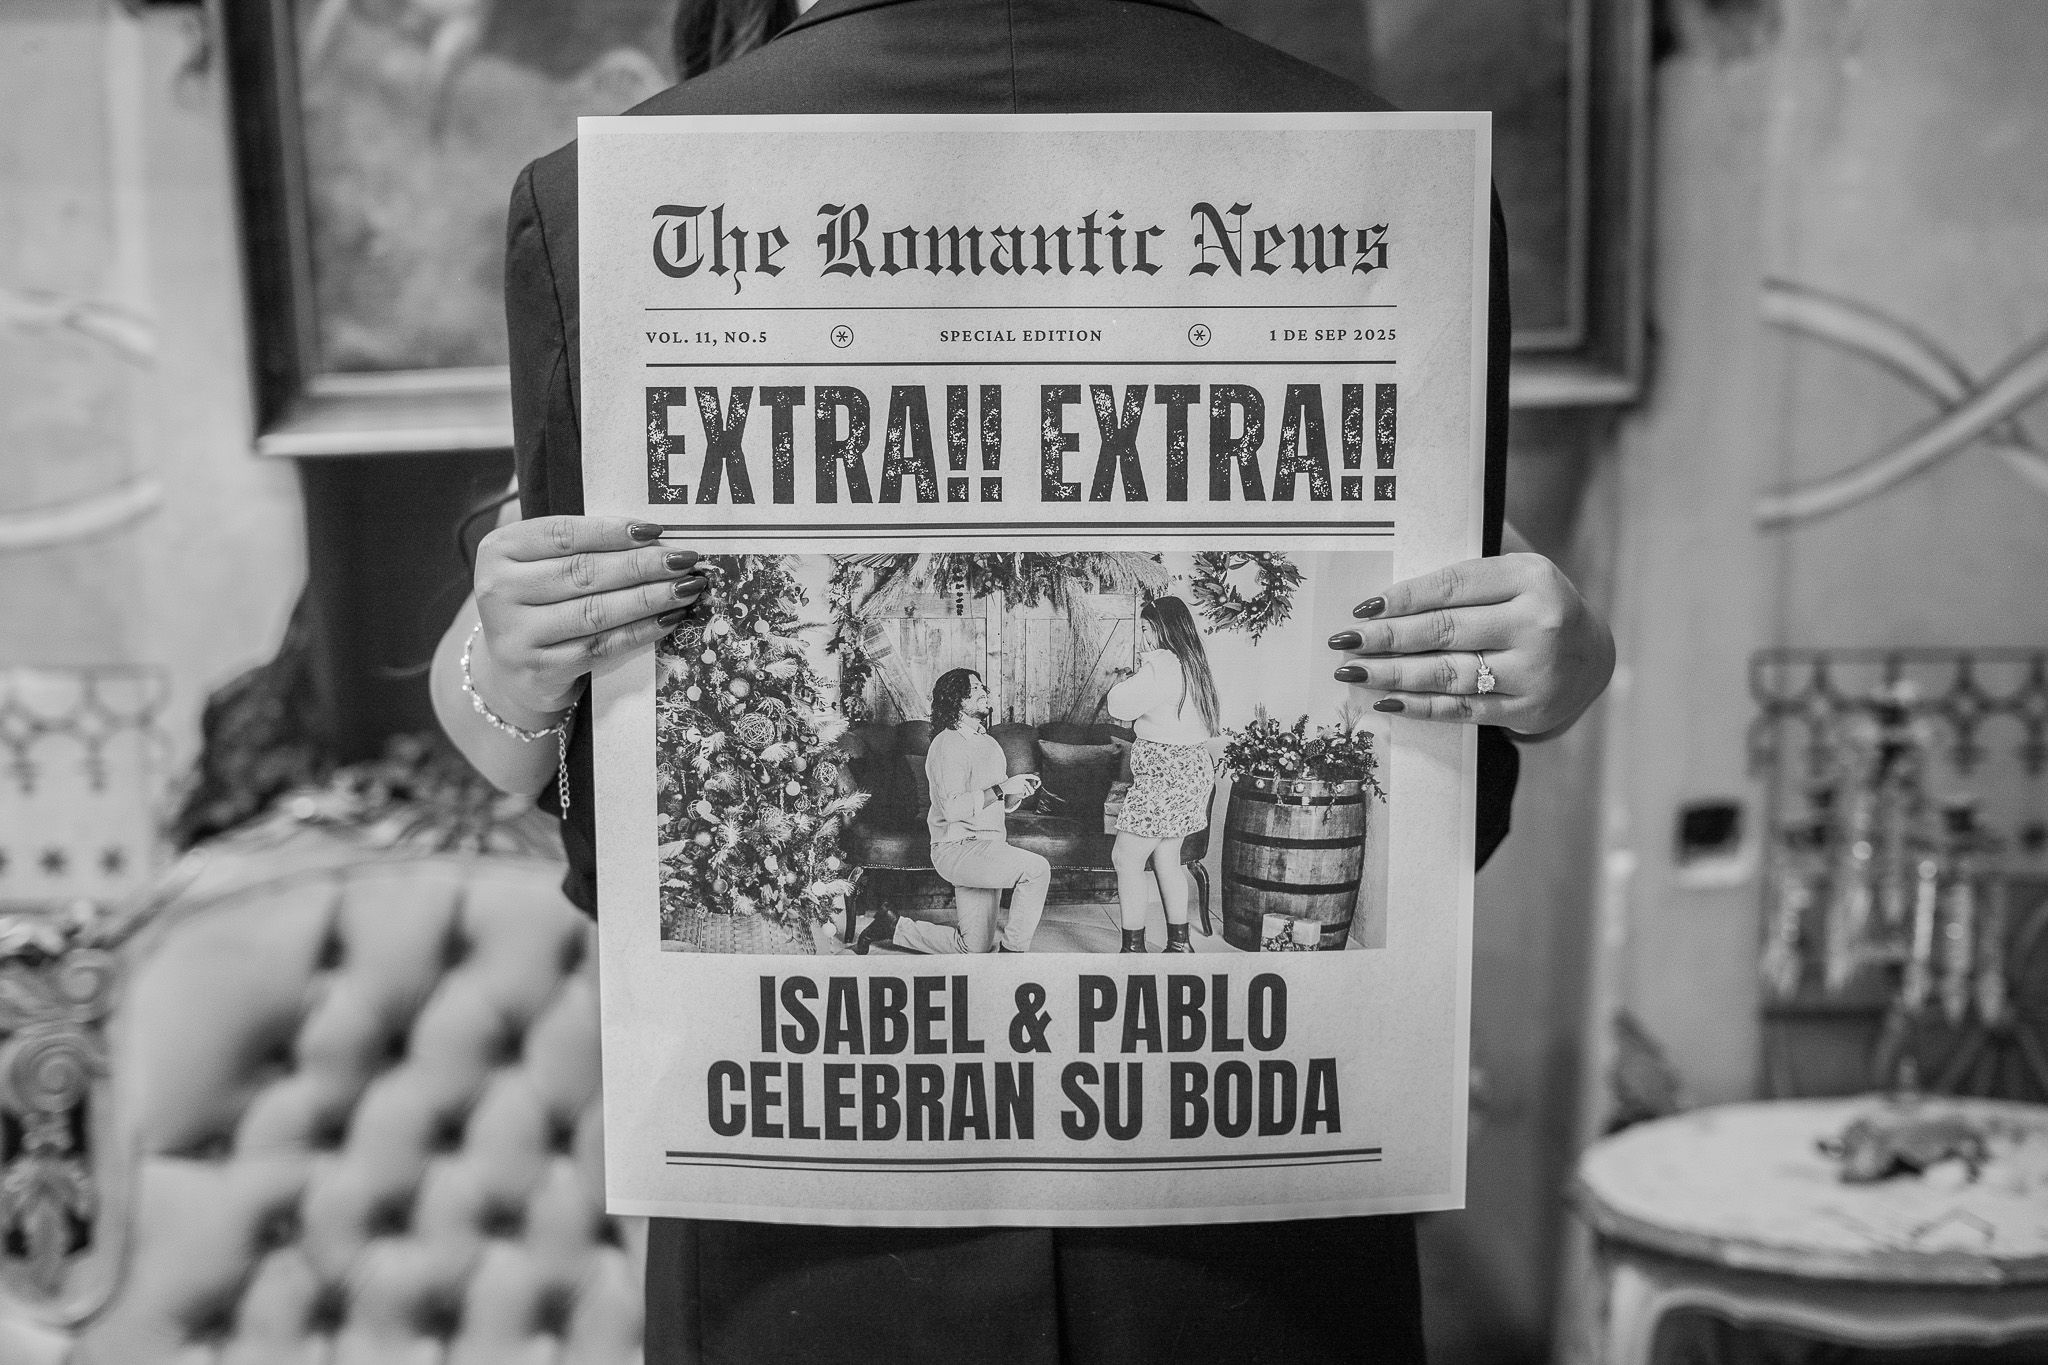 The Romantic News
VOL. 11, NO.5 SPECIAL EDITION 1 DE SEP 2025
EXTRA!! EXTRA!!
ISABEL & PABLO
CELEBRAN SU BODA